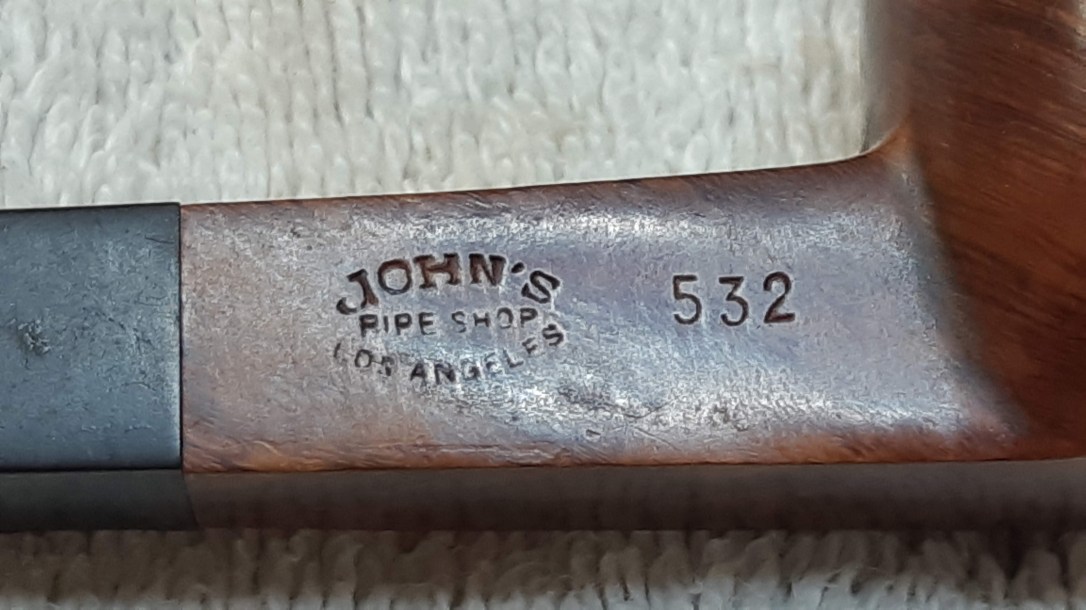 JOHN'S
PIPE SHOP
LOS ANGELES
532